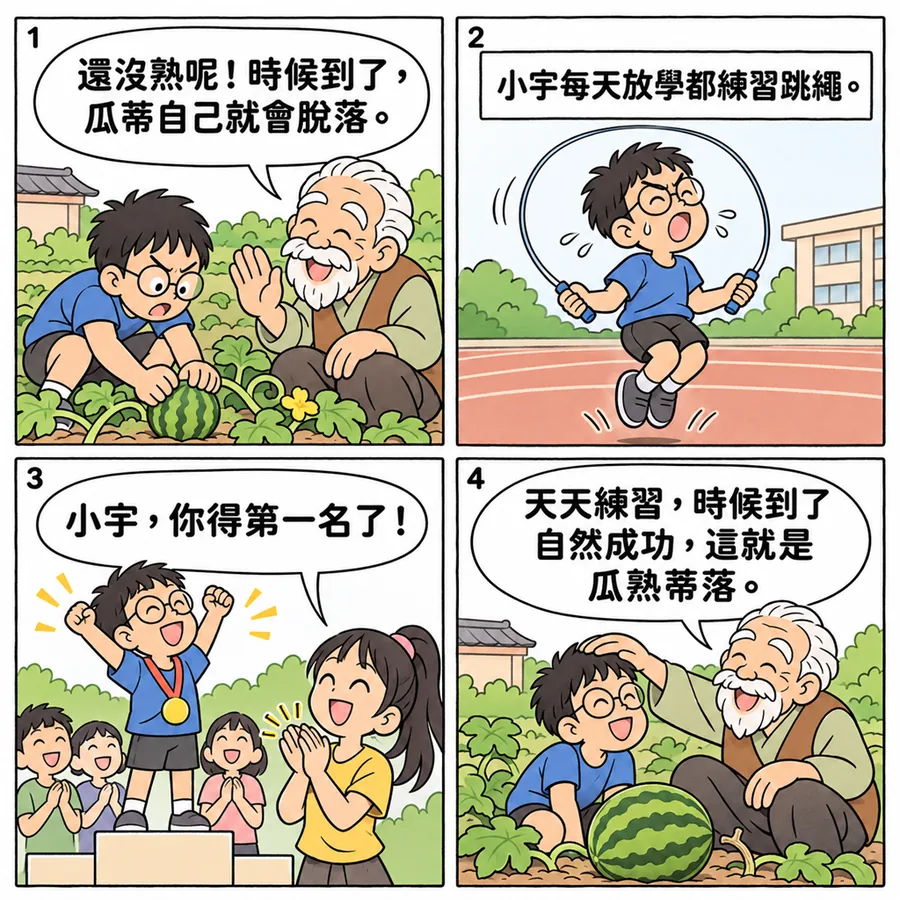 1
還沒熟呢！時候到了，
瓜蒂自己就會脫落。
2
小宇每天放學都練習跳繩。
3
小宇，你得第一名了！
4
天天練習，時候到了
自然成功，這就是
瓜熟蒂落。